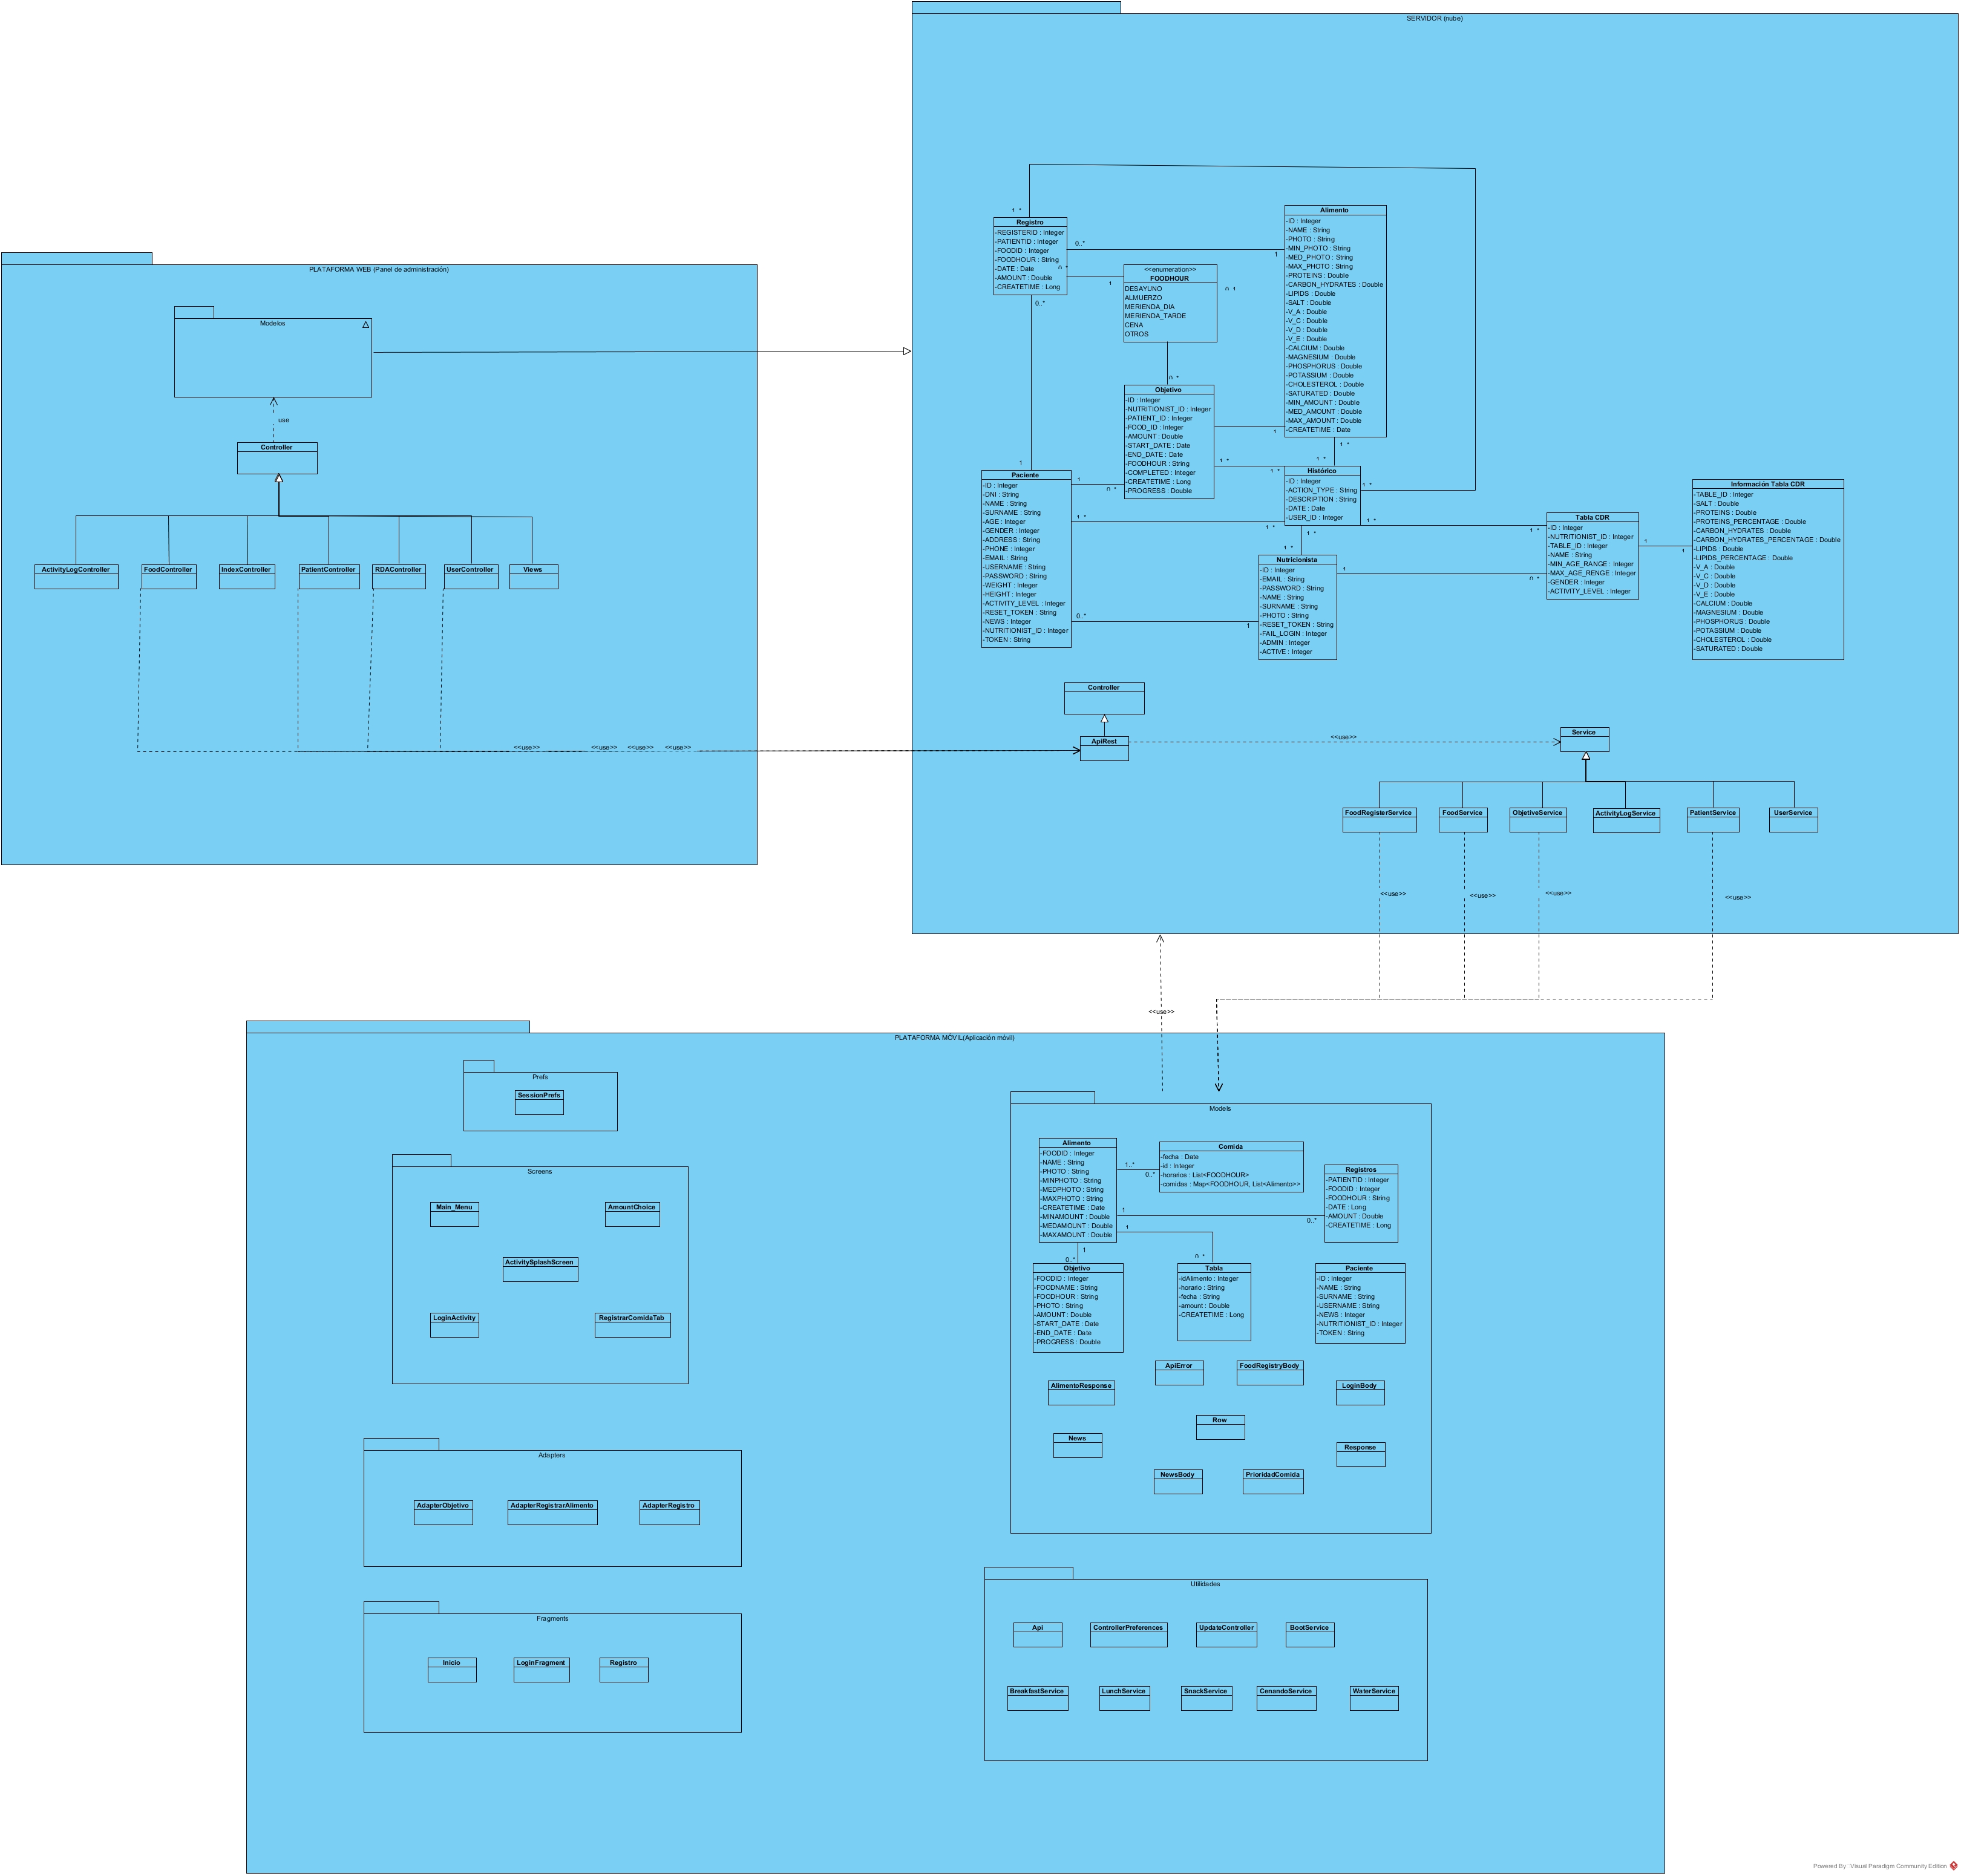 SERVIDOR (nube)
1..*
Registro
-REGISTERID : Integer
-PATIENTID : Integer
-FOODID : Integer
-FOODHOUR : String
-DATE : Date
-AMOUNT : Double
-CREATETIME : Long
0..*
1
0..*
1
0..1
0..*
1
<<enumeration>>
FOODHOUR
DESAYUNO
ALMUERZO
MERIENDA_DIA
MERIENDA_TARDE
CENA
OTROS
0..*
Alimento
-ID : Integer
-NAME : String
-PHOTO : String
-MIN_PHOTO : String
-MED_PHOTO : String
-MAX_PHOTO : String
-PROTEINS : Double
-CARBON_HYDRATES : Double
-LIPIDS : Double
-SALT : Double
-V_A : Double
-V_C : Double
-V_D : Double
-V_E : Double
-CALCIUM : Double
-MAGNESIUM : Double
-PHOSPHORUS : Double
-POTASSIUM : Double
-CHOLESTEROL : Double
-SATURATED : Double
-MIN_AMOUNT : Double
-MED_AMOUNT : Double
-MAX_AMOUNT : Double
-CREATETIME : Date
1..*
1..*
Objetivo
-ID : Integer
-NUTRITIONIST_ID : Integer
-PATIENT_ID : Integer
-FOOD_ID : Integer
-AMOUNT : Double
-START_DATE : Date
-END_DATE : Date
-FOODHOUR : String
-COMPLETED : Integer
-CREATETIME : Long
-PROGRESS : Double
1
1..*
1..*
Histórico
-ID : Integer
-ACTION_TYPE : String
-DESCRIPTION : String
-DATE : Date
-USER_ID : Integer
1..*
1..*
1..*
1..*
1..*
Paciente
-ID : Integer
-DNI : String
-NAME : String
-SURNAME : String
-AGE : Integer
-GENDER : Integer
-ADDRESS : String
-PHONE : Integer
-EMAIL : String
-USERNAME : String
-PASSWORD : String
-WEIGHT : Integer
-HEIGHT : Integer
-ACTIVITY_LEVEL : Integer
-RESET_TOKEN : String
-NEWS : Integer
-NUTRITIONIST_ID : Integer
-TOKEN : String
1
0..*
1..*
1..*
0..*
1
Nutricionista
-ID : Integer
-EMAIL : String
-PASSWORD : String
-NAME : String
-SURNAME : String
-PHOTO : String
-RESET_TOKEN : String
-FAIL_LOGIN : Integer
-ADMIN : Integer
-ACTIVE : Integer
1
0..*
Tabla CDR
-ID : Integer
-NUTRITIONIST_ID : Integer
-TABLE_ID : Integer
-NAME : String
-MIN_AGE_RANGE : Integer
-MAX_AGE_RENGE : Integer
-GENDER : Integer
-ACTIVITY_LEVEL : Integer
1
1
Información Tabla CDR
-TABLE_ID : Integer
-SALT : Double
-PROTEINS : Double
-PROTEINS_PERCENTAGE : Double
-CARBON_HYDRATES : Double
-CARBON_HYDRATES_PERCENTAGE : Double
-LIPIDS : Double
-LIPIDS_PERCENTAGE : Double
-V_A : Double
-V_C : Double
-V_D : Double
-V_E : Double
-CALCIUM : Double
-MAGNESIUM : Double
-PHOSPHORUS : Double
-POTASSIUM : Double
-CHOLESTEROL : Double
-SATURATED : Double
Controller
ApiRest
<<use>>
Service
FoodRegisterService
FoodService
ObjetiveService
ActivityLogService
PatientService
UserService
<<use>>
<<use>>
<<use>>
<<use>>
PLATAFORMA WEB (Panel de administración)
Modelos
use
Controller
ActivityLogController
FoodController
IndexController
PatientController
RDAController
UserController
Views
<<use>>
<<use>>
<<use>>
<<use>>
<<use>>
PLATAFORMA MÓVIL(Aplicación móvil)
Prefs
SessionPrefs
Screens
Main_Menu
AmountChoice
ActivitySplashScreen
LoginActivity
RegistrarComidaTab
Adapters
AdapterObjetivo
AdapterRegistrarAlimento
AdapterRegistro
Fragments
Inicio
LoginFragment
Registro
Models
Alimento
-FOODID : Integer
-NAME : String
-PHOTO : String
-MINPHOTO : String
-MEDPHOTO : String
-MAXPHOTO : String
-CREATETIME : Date
-MINAMOUNT : Double
-MEDAMOUNT : Double
-MAXAMOUNT : Double
1..*
0..*
Comida
-fecha : Date
-id : Integer
-horarios : List<FOODHOUR>
-comidas : Map<FOODHOUR, List<Alimento>>
Registros
-PATIENTID : Integer
-FOODID : Integer
-FOODHOUR : String
-DATE : Long
-AMOUNT : Double
-CREATETIME : Long
1
0..*
1
0..*
1
0..*
Objetivo
-FOODID : Integer
-FOODNAME : String
-FOODHOUR : String
-PHOTO : String
-AMOUNT : Double
-START_DATE : Date
-END_DATE : Date
-PROGRESS : Double
Tabla
-idAlimento : Integer
-horario : String
-fecha : String
-amount : Double
-CREATETIME : Long
Paciente
-ID : Integer
-NAME : String
-SURNAME : String
-USERNAME : String
-NEWS : Integer
-NUTRITIONIST_ID : Integer
-TOKEN : String
ApiError
FoodRegistryBody
AlimentoResponse
LoginBody
Row
News
Response
NewsBody
PrioridadComida
Utilidades
Api
ControllerPreferences
UpdateController
BootService
BreakfastService
LunchService
SnackService
CenandoService
WaterService
Powered By Visual Paradigm Community Edition